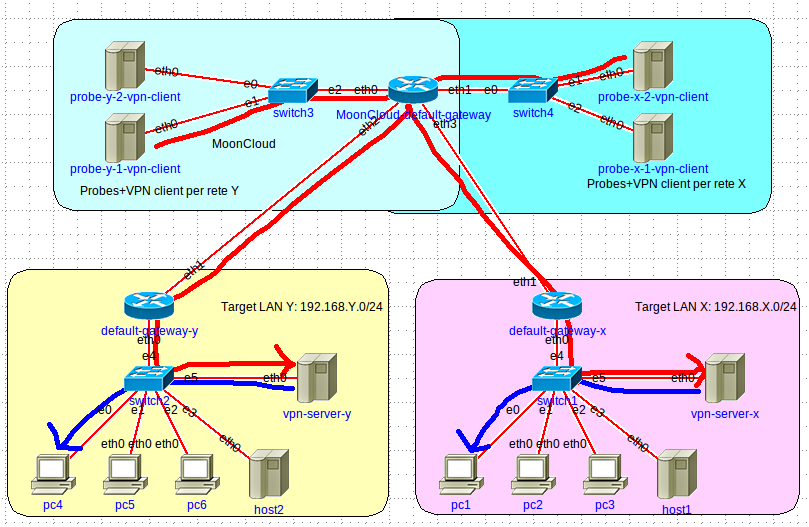 probe-y-2-vpn-client
eth0
e0
switch3
e2
eth0
MoonCloud-default-gateway
eth1
e0
switch4
e1
eth0
probe-x-2-vpn-client
e1
eth0
probe-y-1-vpn-client
MoonCloud
Probes+VPN client per rete Y
eth2
eth3
e2
eth0
probe-x-1-vpn-client
Probes+VPN client per rete X
eth1
default-gateway-y
Target LAN Y: 192.168.Y.0/24
eth0
e4
switch2
e5
eth0
vpn-server-y
e0
e1
e2
e3
eth0
eth0
eth0
eth0
pc4
pc5
pc6
host2
eth1
default-gateway-x
Target LAN X: 192.168.X.0/24
eth0
e4
switch1
e5
eth0
vpn-server-x
e0
e1
e2
e3
eth0
eth0
eth0
eth0
pc1
pc2
pc3
host1